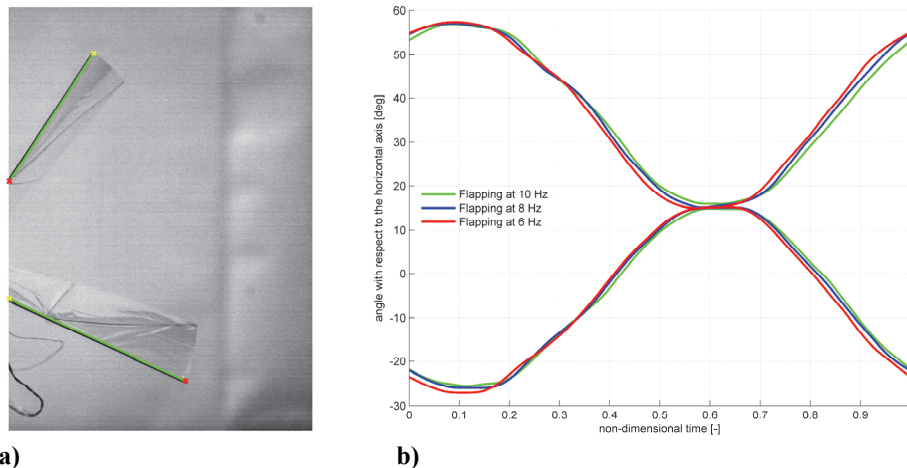 60
50
40
30
20
10
0
-10
-20
-30
angle with respect to the horizontal axis [deg]
Flapping at 10 Hz
Flapping at 8 Hz
Flapping at 6 Hz
0 0.1 0.2 0.3 0.4 0.5 0.6 0.7 0.8 0.9
non-dimensional time [-]
a) b)